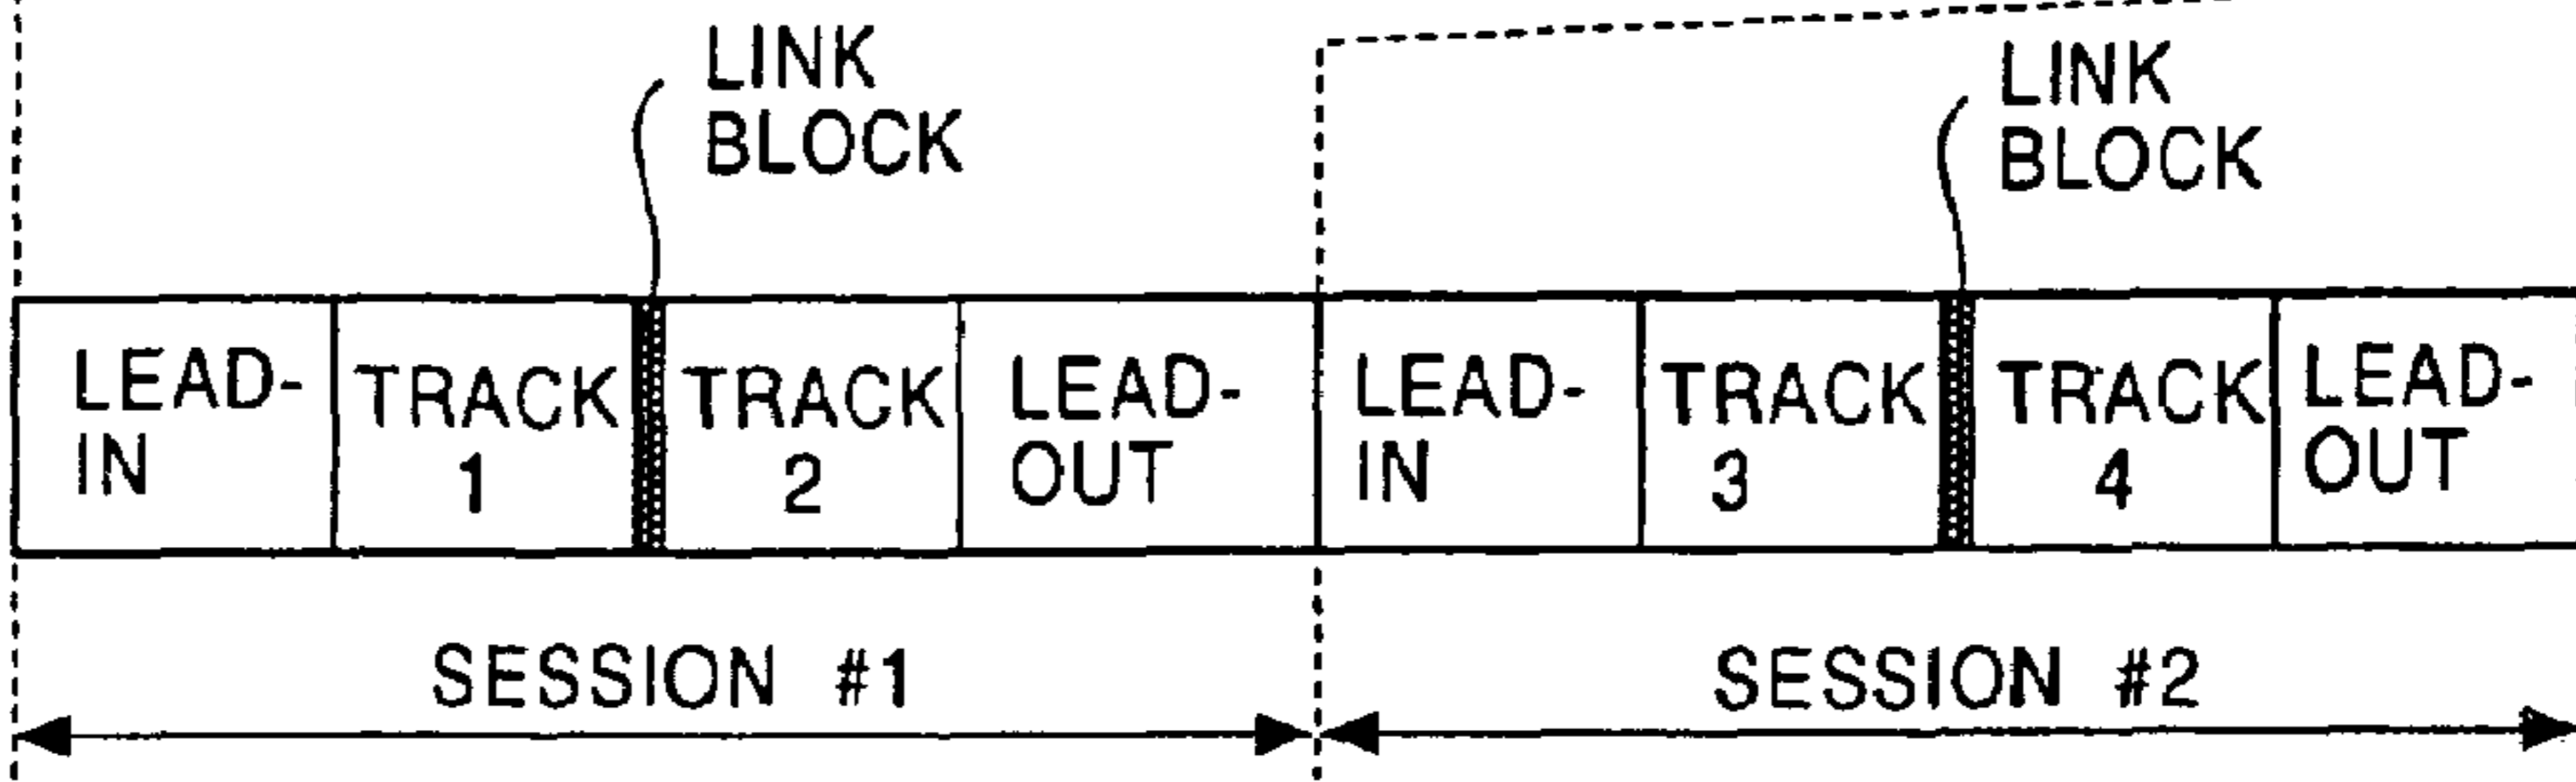 LINK
BLOCK
LINK
BLOCK
LEAD-
IN
TRACK
1
TRACK
2
LEAD-
OUT
LEAD-
IN
TRACK
3
TRACK
4
LEAD-
OUT
SESSION #1
SESSION #2